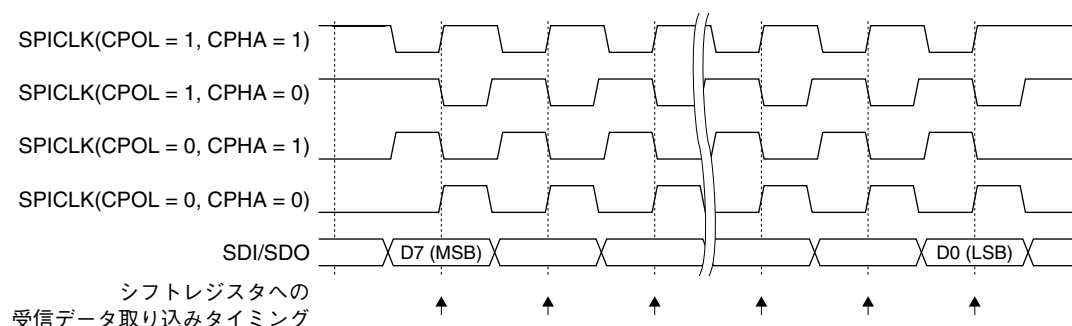 SPICLK(CPOL = 1, CPHA = 1)
SPICLK(CPOL = 1, CPHA = 0)
SPICLK(CPOL = 0, CPHA = 1)
SPICLK(CPOL = 0, CPHA = 0)
SDI/SDO D7 (MSB) D0 (LSB)
シフトレジスタへの
受信データ取り込みタイミング